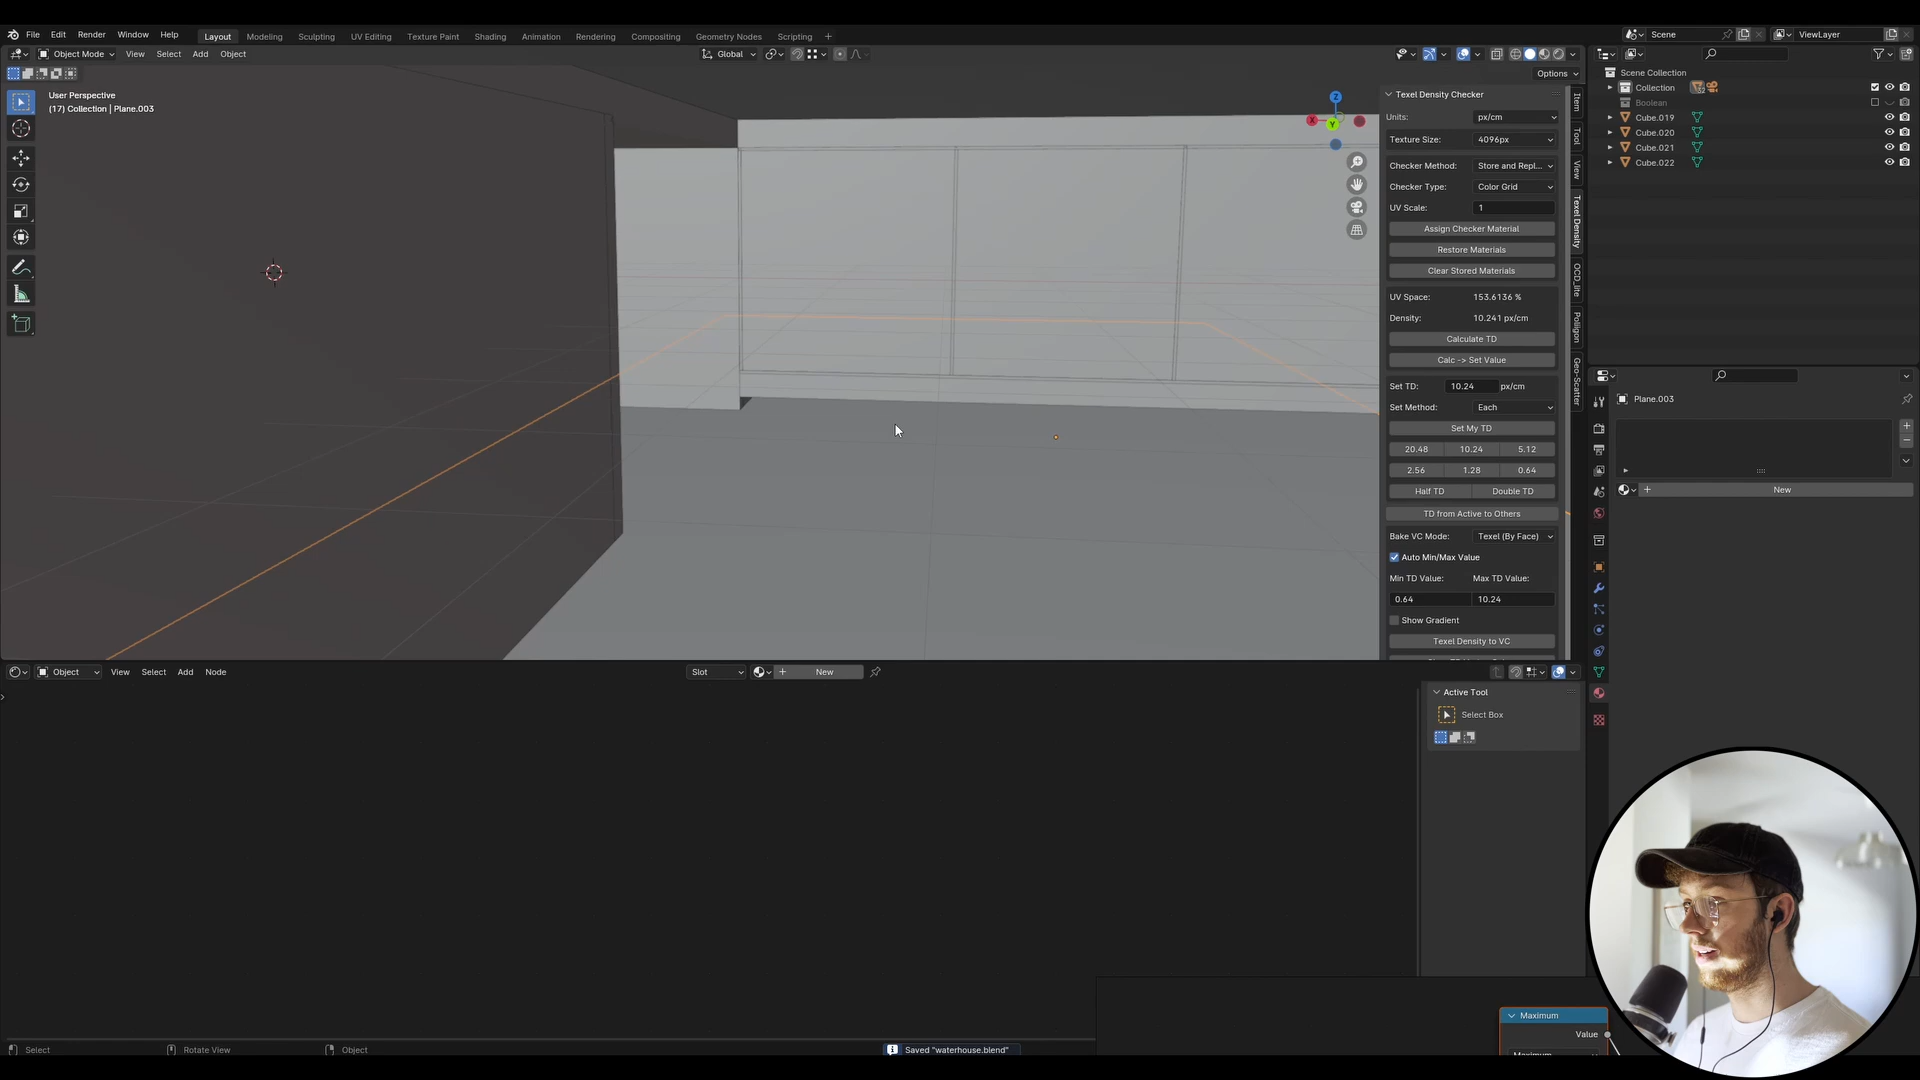 File Edit Render Window Help Layout Modeling Sculpting UV Editing Texture Paint Shading Animation Rendering Compositing Geometry Nodes Scripting + Scene ViewLayer
Object Mode View Select Add Object Global
Options
User Perspective
(17) Collection | Plane.003
Z
X
Y
Texel Density Checker
Units: px/cm
Texture Size: 4096px
Checker Method: Store and Repl...
Checker Type: Color Grid
UV Scale: 1
Assign Checker Material
Restore Materials
Clear Stored Materials
UV Space: 153.6136 %
Density: 10.241 px/cm
Calculate TD
Calc -> Set Value
Set TD: 10.24 px/cm
Set Method: Each
Set My TD
20.48 10.24 5.12
2.56 1.28 0.64
Half TD Double TD
TD from Active to Others
Bake VC Mode: Texel (By Face)
Auto Min/Max Value
Min TD Value: Max TD Value:
0.64 10.24
Show Gradient
Texel Density to VC
Item
Tool
View
Texel Density
OCD_lite
Poliigon
Geo-Scatter
Scene Collection
Collection
Boolean
Cube.019
Cube.020
Cube.021
Cube.022
Plane.003
+ New
Object View Select Add Node Slot + New
Active Tool
Select Box
Maximum
Value
Select Rotate View Object Saved "waterhouse.blend"